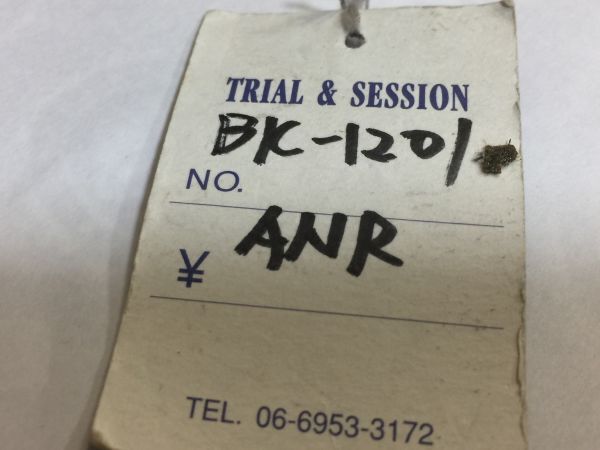 TRIAL & SESSION
BK-1201
NO.
ANR
¥
TEL. 06-6953-3172